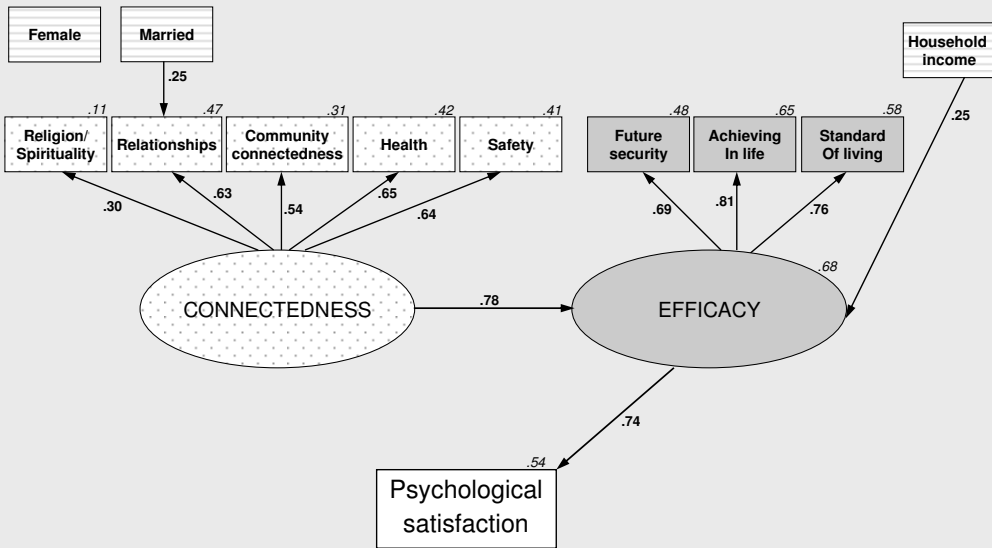 Female
Married
Household
income
.25
.25
.11
.47
.31
.42
.41
.48
.65
.58
Religion/
Spirituality
Relationships
Community
connectedness
Health
Safety
Future
security
Achieving
In life
Standard
Of living
.30
.63
.54
.65
.64
.69
.81
.76
.68
CONNECTEDNESS
.78
EFFICACY
.74
.54
Psychological
satisfaction